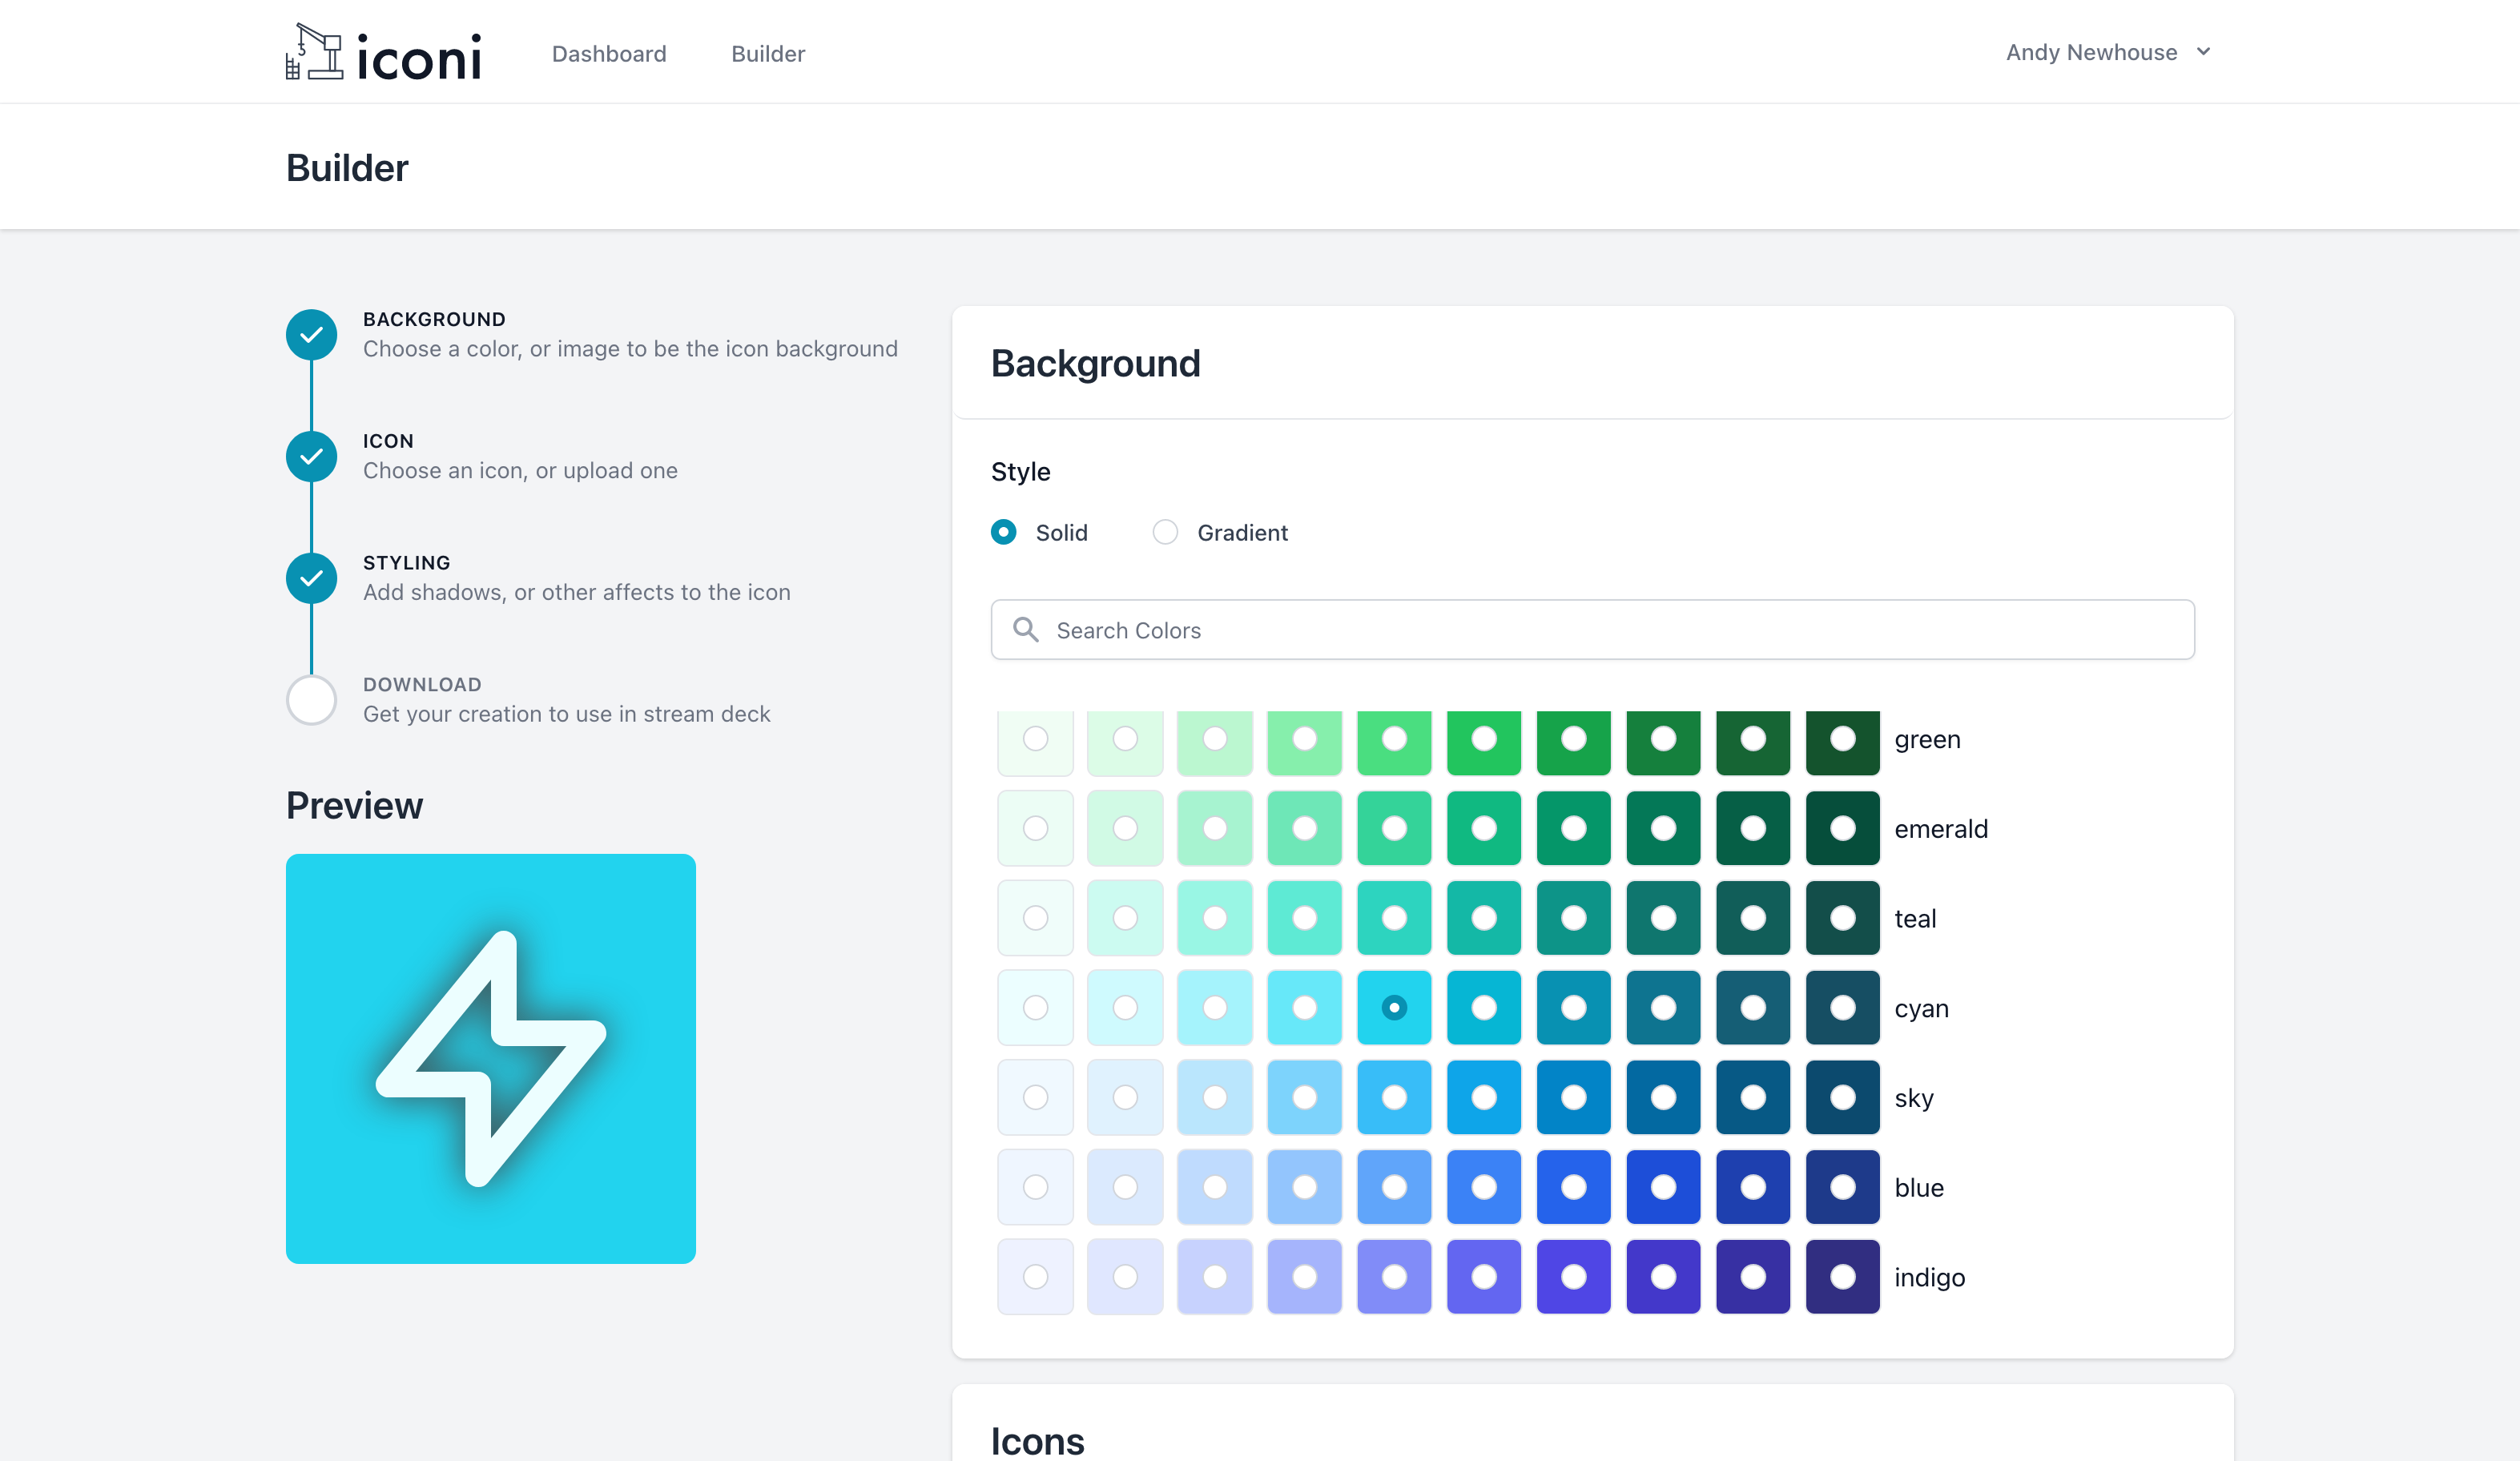 iconi
Dashboard
Builder
Andy Newhouse
Builder
BACKGROUND
Choose a color, or image to be the icon background
ICON
Choose an icon, or upload one
STYLING
Add shadows, or other affects to the icon
DOWNLOAD
Get your creation to use in stream deck
Preview
Background
Style
Solid
Gradient
Search Colors
green
emerald
teal
cyan
sky
blue
indigo
Icons